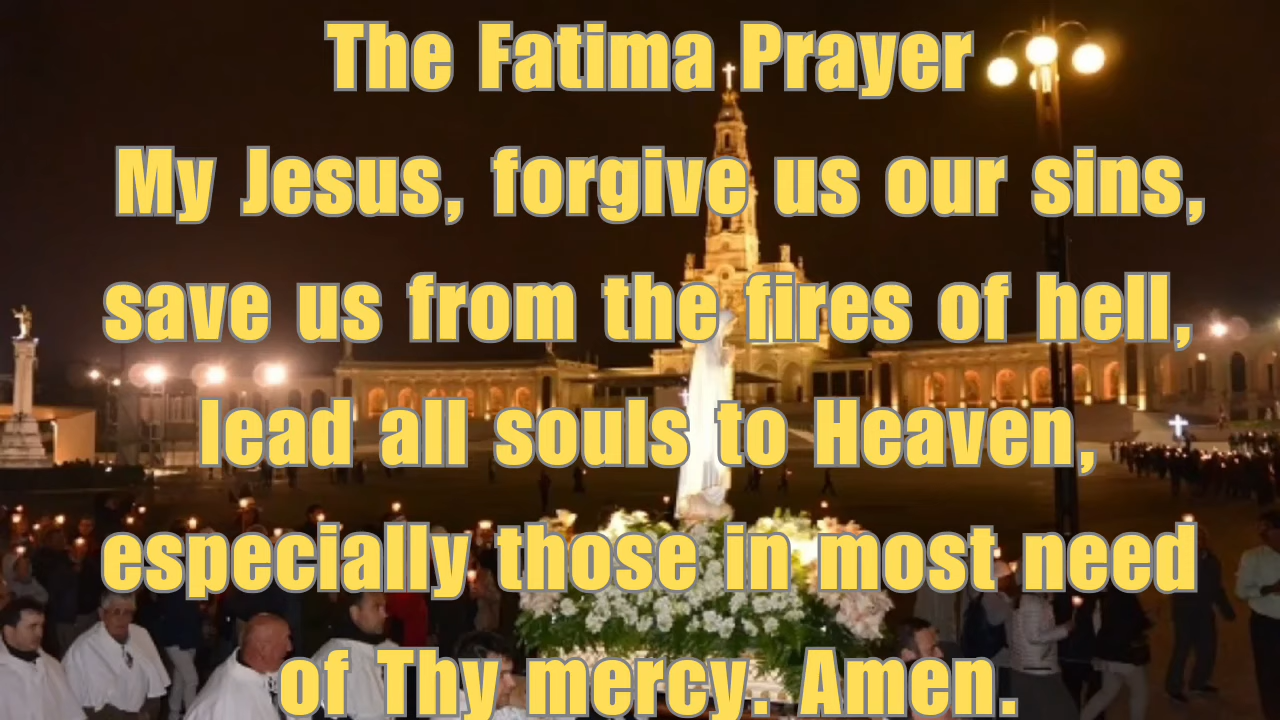 The Fatima Prayer
My Jesus, forgive us our sins,
save us from the fires of hell,
lead all souls to Heaven,
especially those in most need
of Thy mercy. Amen.